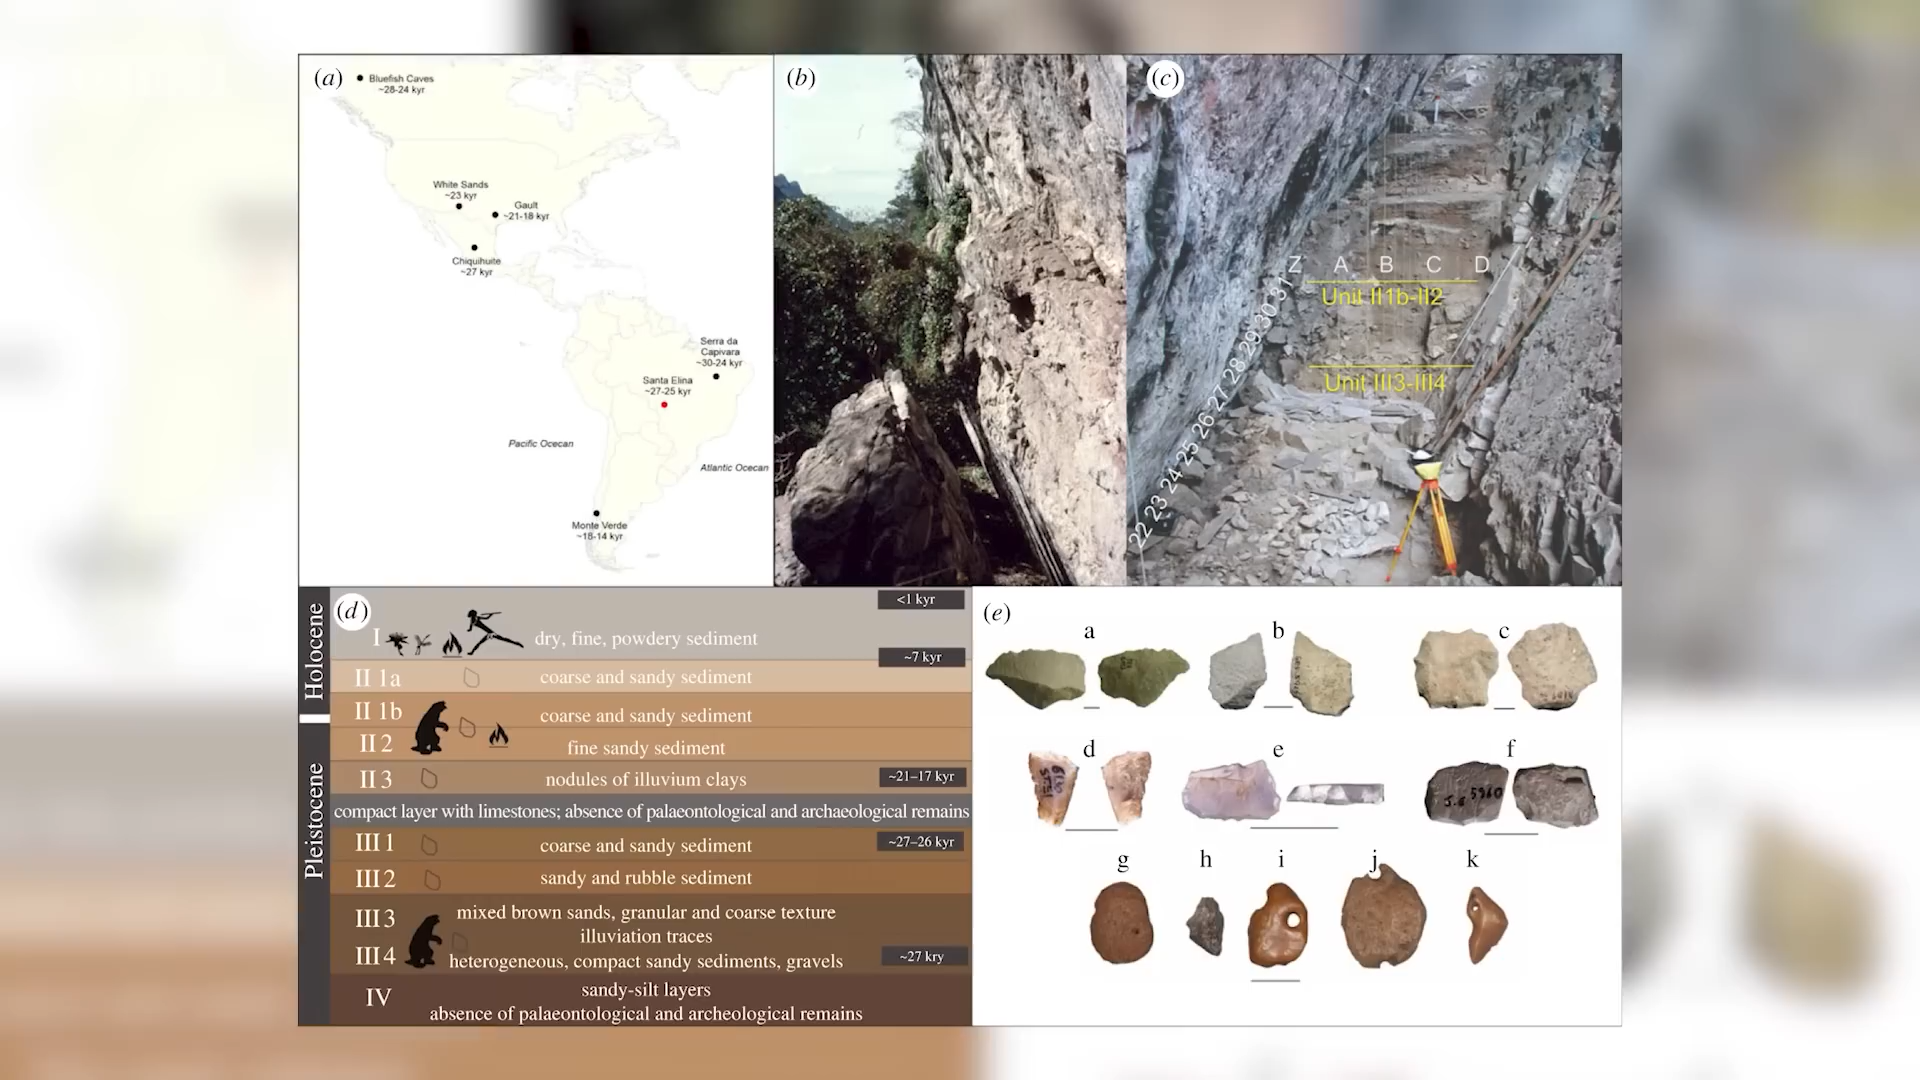 (a)
Bluefish Caves
~28-24 kyr
White Sands
~23 kyr
Gault
~21-18 kyr
Chiquihuite
~27 kyr
Serra da
Capivara
~30-24 kyr
Santa Elina
~27-25 kyr
Pacific Ocecan
Atlantic Ocecan
Monte Verde
~18-14 kyr
(b)
(c)
Z A B C D
Unit II1b-II2
Unit III3-III4
22 23 24 25 26 27 28 29 30 31
(d)
Holocene
Pleistocene
<1 kyr
I dry, fine, powdery sediment
~7 kyr
II 1a coarse and sandy sediment
II 1b coarse and sandy sediment
II 2 fine sandy sediment
II 3 nodules of illuvium clays ~21–17 kyr
compact layer with limestones; absence of palaeontological and archaeological remains
III 1 coarse and sandy sediment ~27–26 kyr
III 2 sandy and rubble sediment
III 3 mixed brown sands, granular and coarse texture
illuviation traces
III 4 heterogeneous, compact sandy sediments, gravels ~27 kry
IV sandy-silt layers
absence of palaeontological and archeological remains
(e)
a b c
d e f
J.6 5960
g h i j k